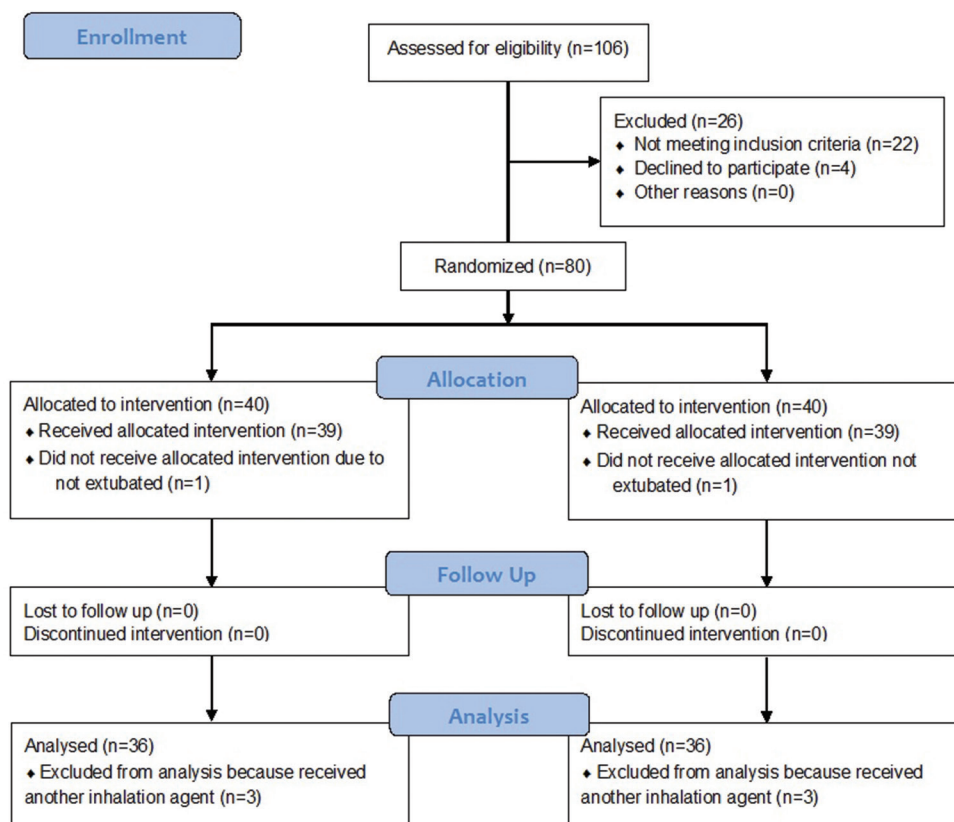 Enrollment
Assessed for eligibility (n=106)
Excluded (n=26)
♦ Not meeting inclusion criteria (n=22)
♦ Declined to participate (n=4)
♦ Other reasons (n=0)
Randomized (n=80)
Allocation
Allocated to intervention (n=40)
♦ Received allocated intervention (n=39)
♦ Did not receive allocated intervention due to
not extubated (n=1)
Allocated to intervention (n=40)
♦ Received allocated intervention (n=39)
♦ Did not receive allocated intervention not
extubated (n=1)
Follow Up
Lost to follow up (n=0)
Discontinued intervention (n=0)
Lost to follow up (n=0)
Discontinued intervention (n=0)
Analysis
Analysed (n=36)
♦ Excluded from analysis because received
another inhalation agent (n=3)
Analysed (n=36)
♦ Excluded from analysis because received
another inhalation agent (n=3)